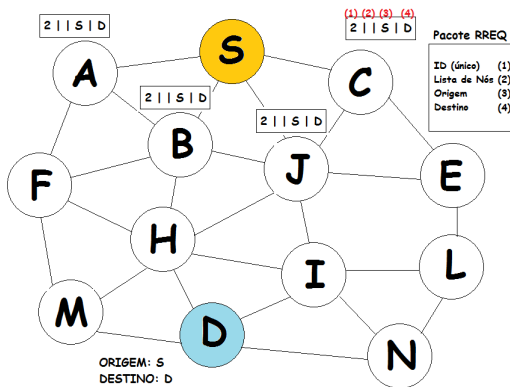 (1) (2) (3) (4)
2 | | S | D
2 | | S | D
Pacote RREQ
S
A
C
ID (único) (1)
Lista de Nós (2)
Origem (3)
Destino (4)
2 | | S | D
2 | | S | D
B
J
E
F
H
I
L
M
D
N
ORIGEM: S
DESTINO: D